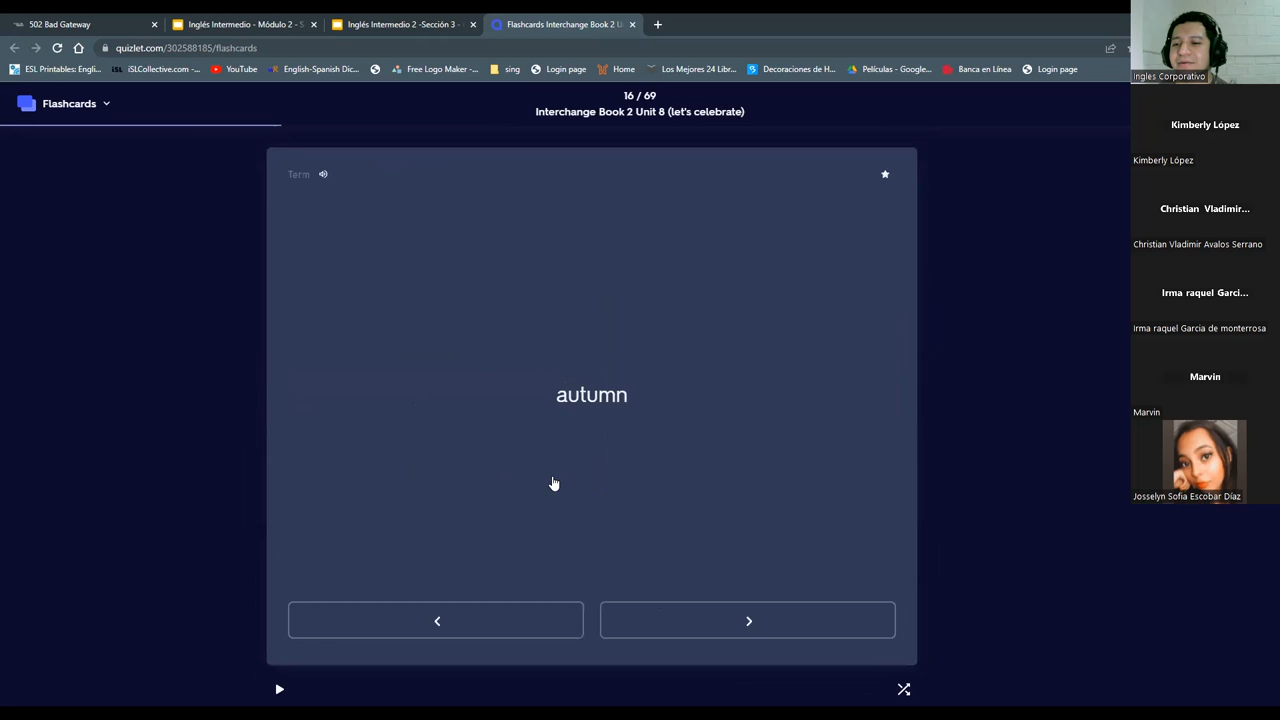 502 Bad Gateway
Inglés Intermedio - Módulo 2 - S
Inglés Intermedio 2 -Sección 3 -
Flashcards Interchange Book 2 U
quizlet.com/302588185/flashcards
ESL Printables: Engli...
iSLCollective.com -...
YouTube
English-Spanish Dic...
Free Logo Maker -...
sing
Login page
Home
Los Mejores 24 Libr...
Decoraciones de H...
Películas - Google...
Banca en Línea
Login page
Flashcards
16 / 69
Interchange Book 2 Unit 8 (let's celebrate)
Term
autumn
Ingles Corporativo
Kimberly López
Kimberly López
Christian Vladimir...
Christian Vladimir Avalos Serrano
Irma raquel Garci...
Irma raquel Garcia de monterrosa
Marvin
Marvin
Josselyn Sofia Escobar Díaz